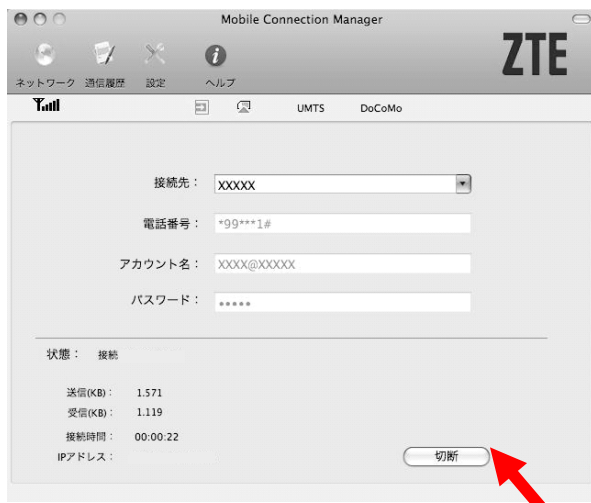 Mobile Connection Manager
ネットワーク 通信履歴 設定 ヘルプ
ZTE
UMTS DoCoMo
接続先： XXXXX
電話番号： *99***1#
アカウント名： XXXX@XXXXX
パスワード： •••••
状態： 接続
送信(KB)： 1.571
受信(KB)： 1.119
接続時間： 00:00:22
IPアドレス：
切断